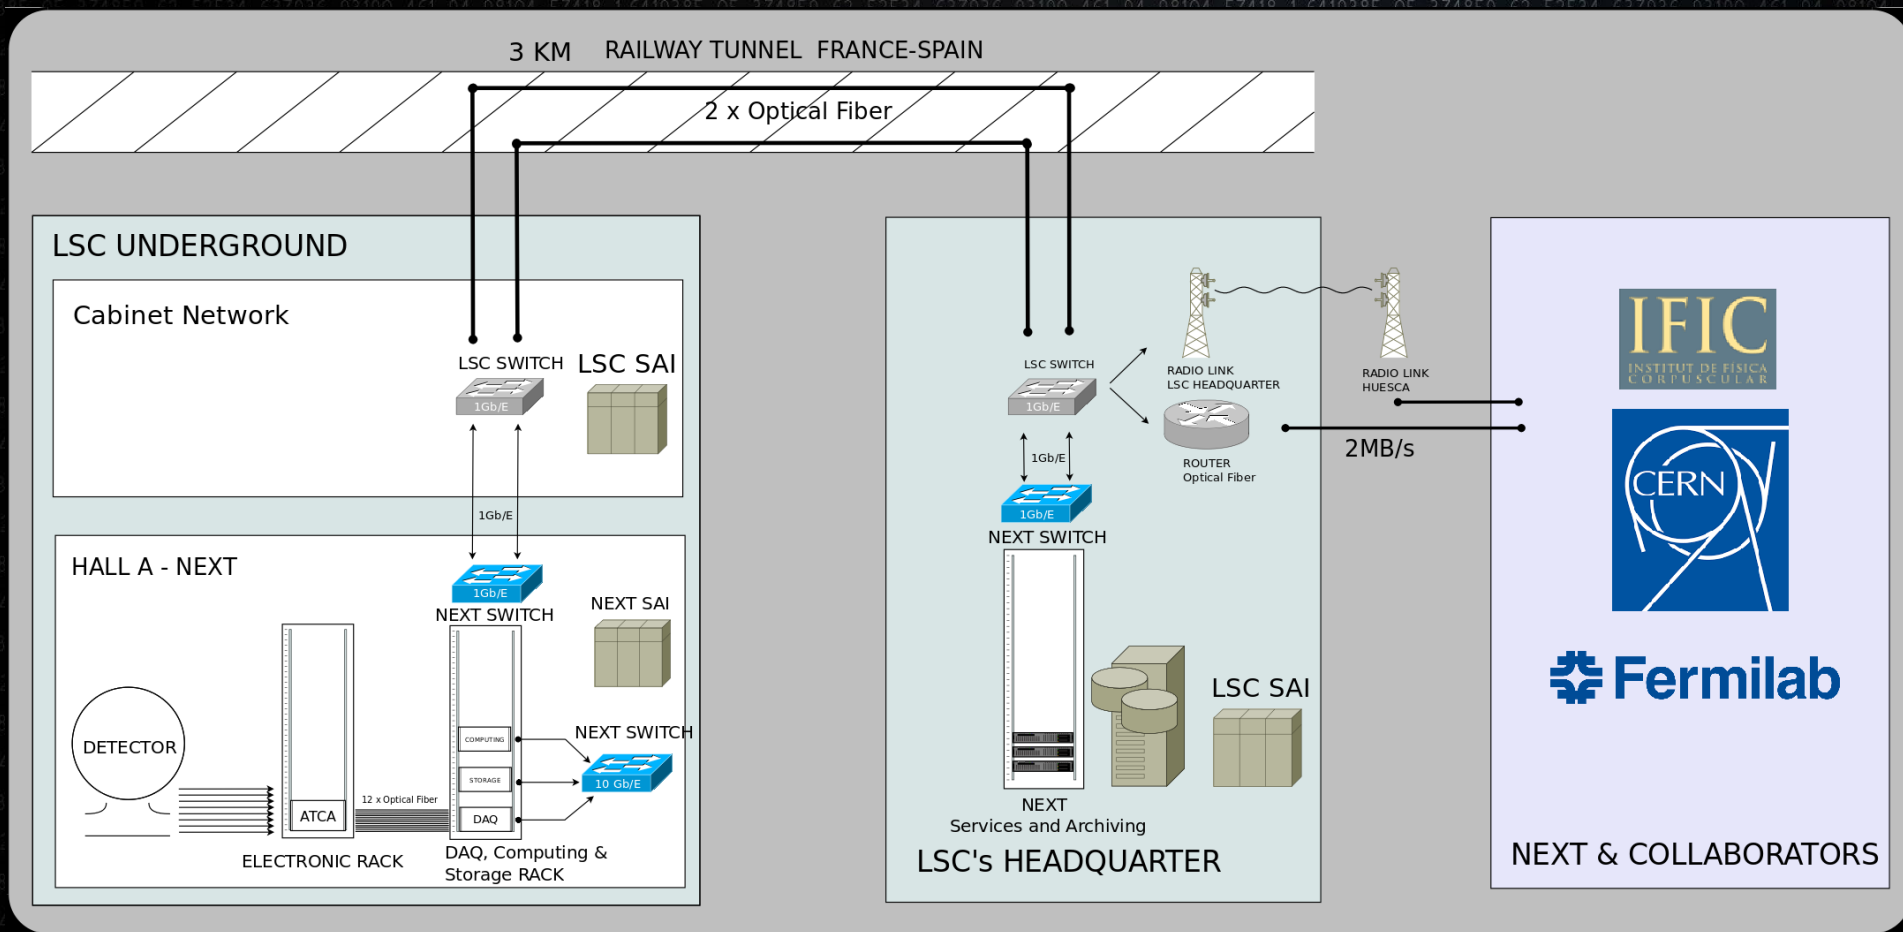 3 KM RAILWAY TUNNEL FRANCE-SPAIN
2 x Optical Fiber
LSC UNDERGROUND
Cabinet Network
LSC SWITCH
LSC SAI
1Gb/E
1Gb/E
HALL A - NEXT
1Gb/E
NEXT SWITCH
NEXT SAI
NEXT SWITCH
10 Gb/E
DETECTOR
ATCA
12 x Optical Fiber
COMPUTING
STORAGE
DAQ
ELECTRONIC RACK
DAQ, Computing &
Storage RACK
LSC SWITCH
1Gb/E
RADIO LINK
LSC HEADQUARTER
RADIO LINK
HUESCA
ROUTER
Optical Fiber
2MB/s
1Gb/E
1Gb/E
NEXT SWITCH
LSC SAI
NEXT
Services and Archiving
LSC's HEADQUARTER
IFIC
INSTITUT DE FISICA
CORPUSCULAR
CERN
Fermilab
NEXT & COLLABORATORS